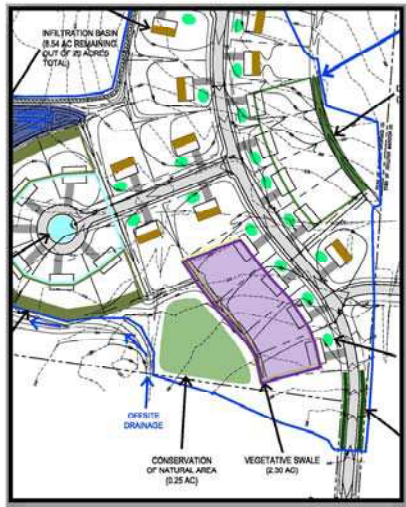 INFILTRATION BASIN
(8.54 AC REMAINING
OUT OF 20 ACRES
TOTAL)
OFFSITE
DRAINAGE
CONSERVATION
OF NATURAL AREA
(0.25 AC)
VEGETATIVE SWALE
(2.30 AC)